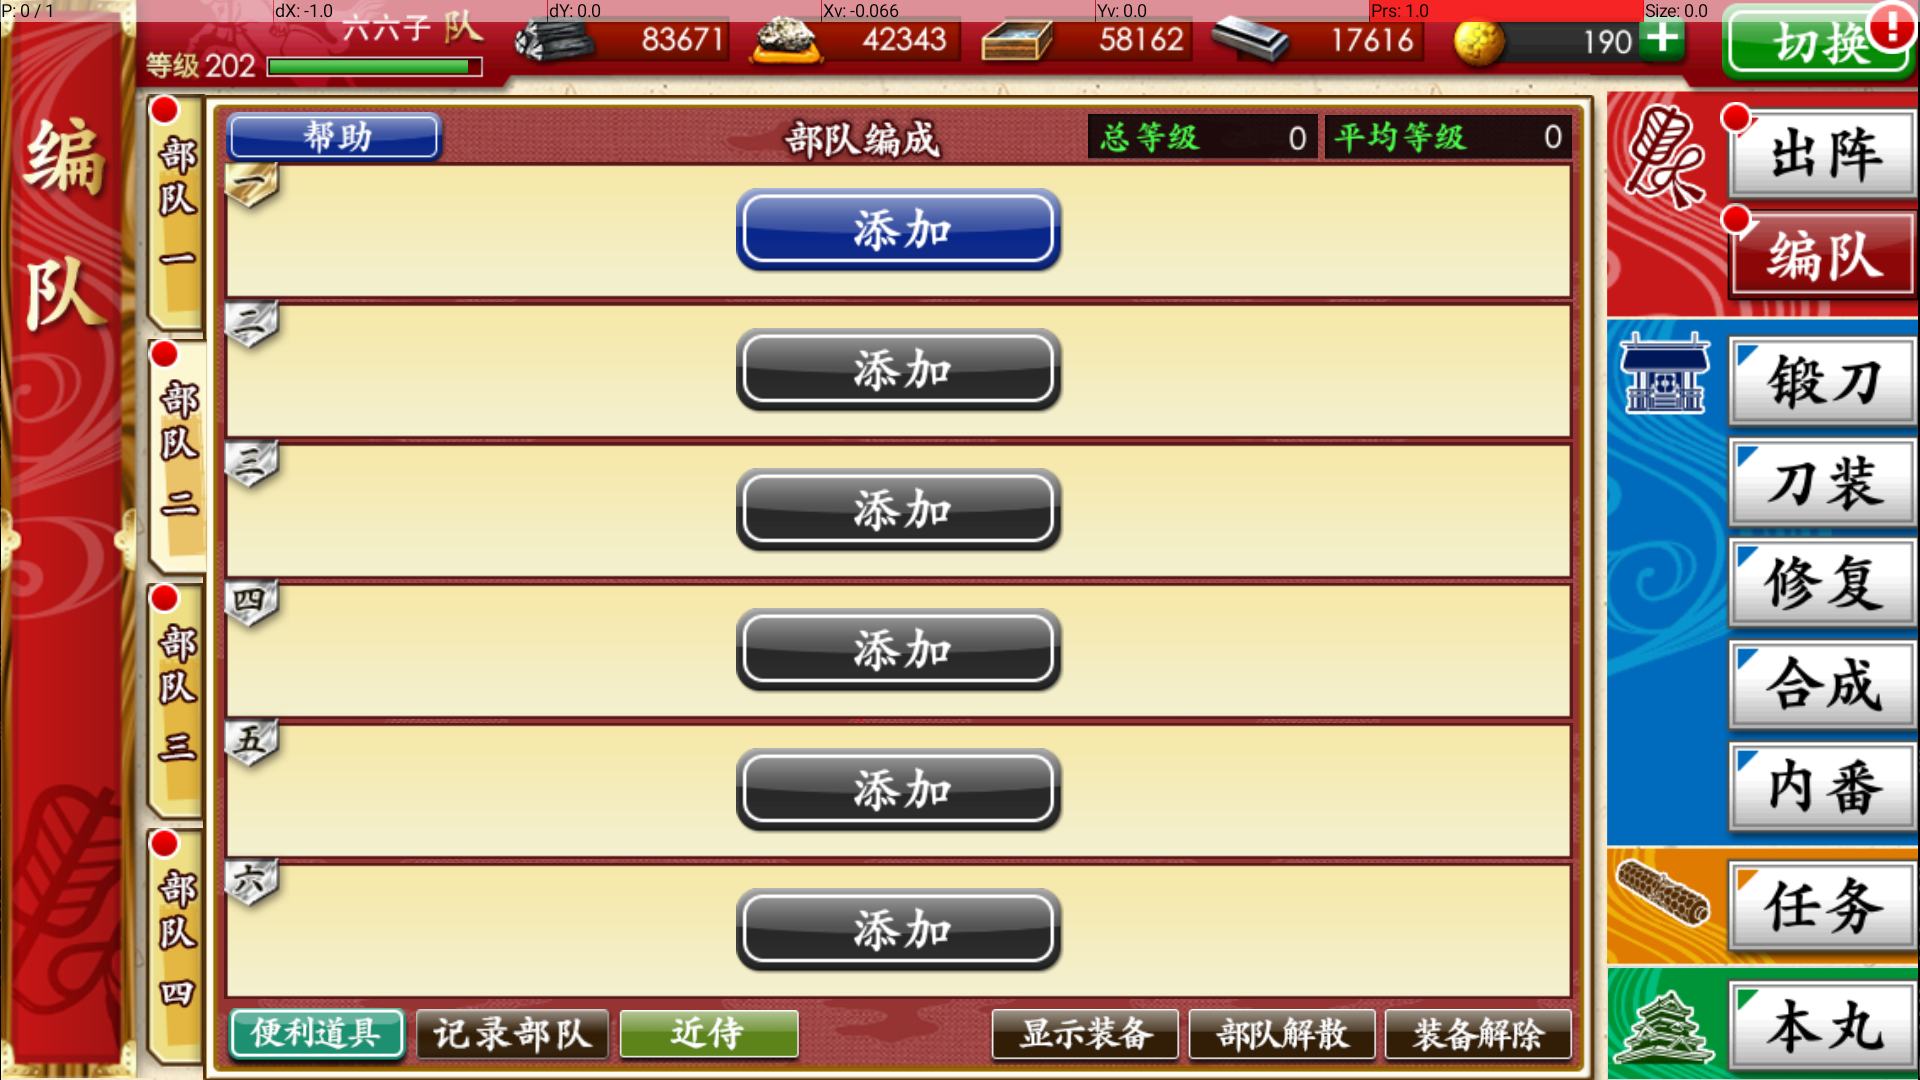 P: 0 / 1 dX: -1.0 dY: 0.0 Xv: -0.066 Yv: 0.0 Prs: 1.0 Size: 0.0
六六子 队
等级 202
83671
42343
58162
17616
190
切换
编队
部队一
部队二
部队三
部队四
帮助
部队编成
总等级 0
平均等级 0
一
添加
二
添加
三
添加
四
添加
五
添加
六
添加
便利道具
记录部队
近侍
显示装备
部队解散
装备解除
出阵
编队
锻刀
刀装
修复
合成
内番
任务
本丸